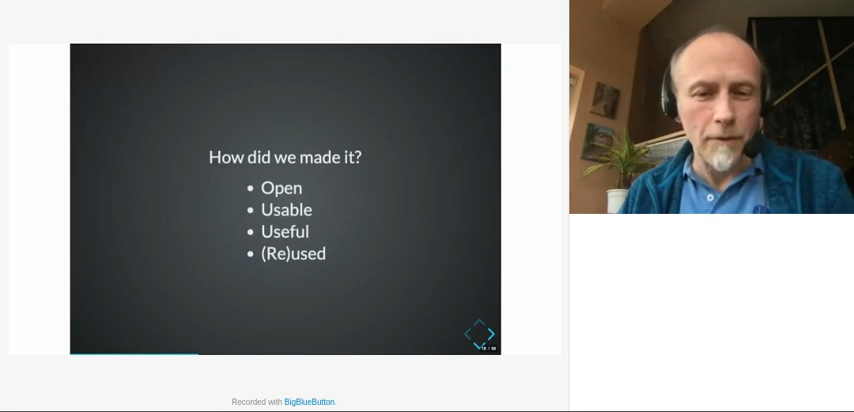 How did we made it?
• Open
• Usable
• Useful
• (Re)used
Recorded with BigBlueButton.